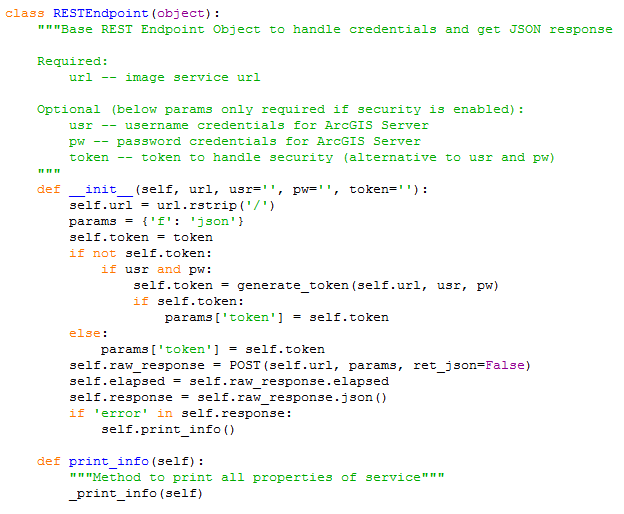 class RESTEndpoint(object):
    """Base REST Endpoint Object to handle credentials and get JSON response

    Required:
        url -- image service url

    Optional (below params only required if security is enabled):
        usr -- username credentials for ArcGIS Server
        pw -- password credentials for ArcGIS Server
        token -- token to handle security (alternative to usr and pw)
    """
    def __init__(self, url, usr='', pw='', token=''):
        self.url = url.rstrip('/')
        params = {'f': 'json'}
        self.token = token
        if not self.token:
            if usr and pw:
                self.token = generate_token(self.url, usr, pw)
                if self.token:
                    params['token'] = self.token
        else:
            params['token'] = self.token
        self.raw_response = POST(self.url, params, ret_json=False)
        self.elapsed = self.raw_response.elapsed
        self.response = self.raw_response.json()
        if 'error' in self.response:
            self.print_info()

    def print_info(self):
        """Method to print all properties of service"""
        _print_info(self)